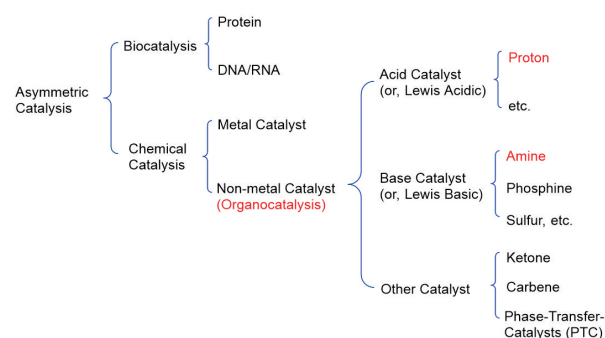 Asymmetric
Catalysis
Biocatalysis
Protein
DNA/RNA
Chemical
Catalysis
Metal Catalyst
Non-metal Catalyst
(Organocatalysis)
Acid Catalyst
(or, Lewis Acidic)
Proton
etc.
Base Catalyst
(or, Lewis Basic)
Amine
Phosphine
Sulfur, etc.
Other Catalyst
Ketone
Carbene
Phase-Transfer-
Catalysts (PTC)